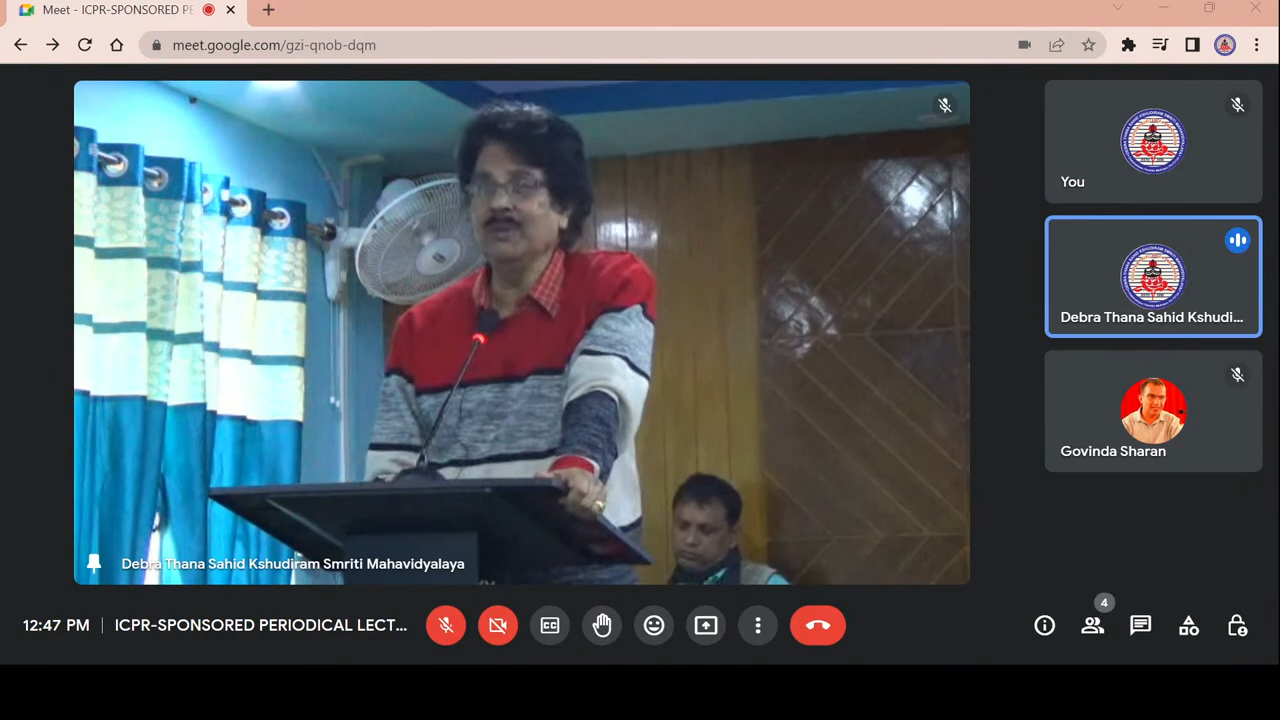 Meet - ICPR-SPONSORED PE
meet.google.com/gzi-qnob-dqm
You
Debra Thana Sahid Kshudi...
Govinda Sharan
Debra Thana Sahid Kshudiram Smriti Mahavidyalaya
4
12:47 PM | ICPR-SPONSORED PERIODICAL LECT...
CC